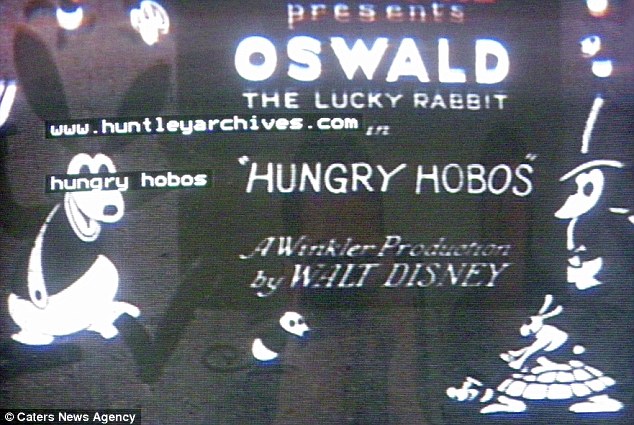 presents
OSWALD
THE LUCKY RABBIT
www.huntleyarchives.com
in
hungry hobos
"HUNGRY HOBOS"
A Winkler Production
by WALT DISNEY
© Caters News Agency